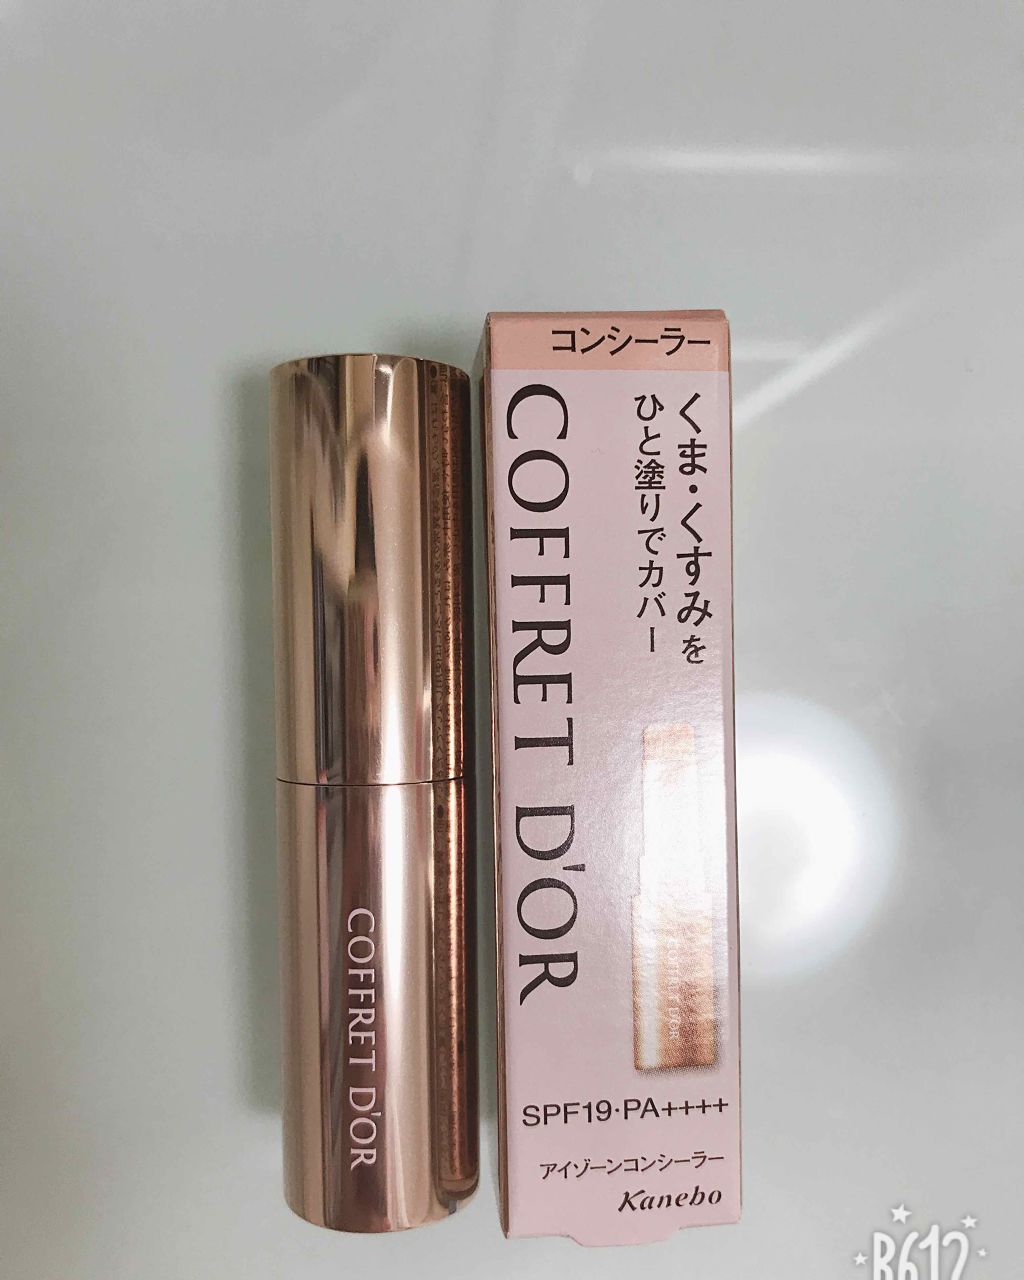 コンシーラー
くま・くすみを
ひと塗りでカバー
COFFRET D'OR
SPF19・PA++++
アイゾーンコンシーラー
Kanebo
COFFRET D'OR
COFFRET D'OR
B612